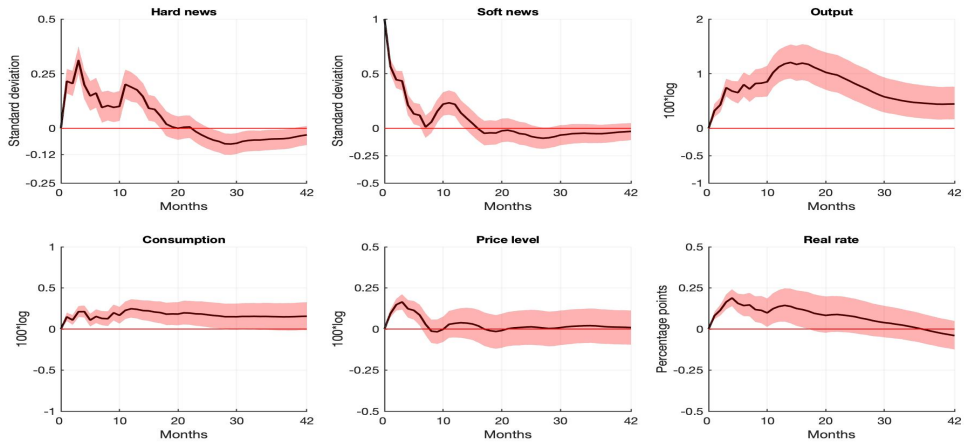 Hard news
Standard deviation
0.5
0.25
0
-0.12
-0.25
0 10 20 30 42
Months
Soft news
Standard deviation
1
0.5
0
-0.25
-0.5
0 10 20 30 42
Months
Output
100*log
2
1
0
0.5
-1
0 10 20 30 42
Months
Consumption
100*log
1
0.5
0
0.5
-1
0 10 20 30 42
Months
Price level
100*log
0.5
0.25
0
0.25
-0.5
0 10 20 30 42
Months
Real rate
Percentage points
0.5
0.25
0
0.25
-0.5
0 10 20 30 42
Months